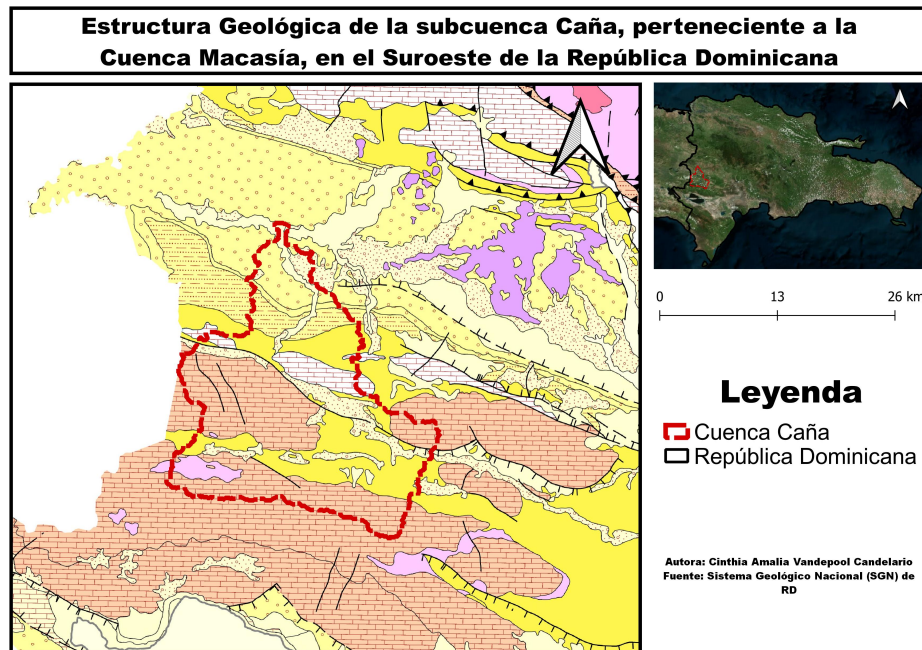 Estructura Geológica de la subcuenca Caña, perteneciente a la
Cuenca Macasía, en el Suroeste de la República Dominicana
0 13 26 km
Leyenda
Cuenca Caña
República Dominicana
Autora: Cinthia Amalia Vandepool Candelario
Fuente: Sistema Geológico Nacional (SGN) de
RD